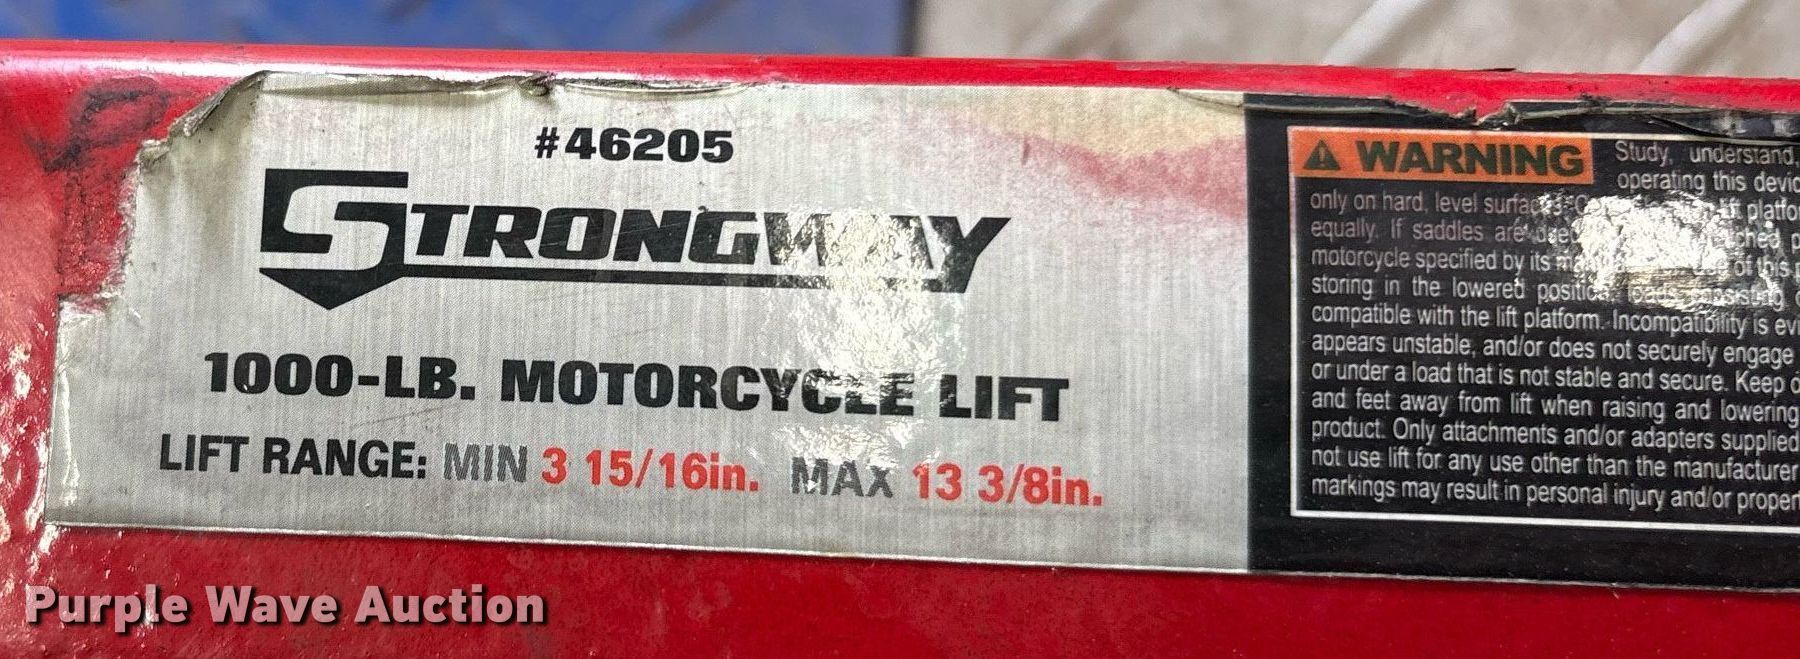 #46205
STRONGWAY
1000-LB. MOTORCYCLE LIFT
LIFT RANGE: MIN 3 15/16in. MAX 13 3/8in.
WARNING
Study, understand,
operating this
only on hard, level
equally. If saddles are used
motorcycle specified by its of this
storing in the lowered position,
compatible with the lift platform. Incompatibility is
appears unstable, and/or does not securely engage
or under a load that is not stable and secure. Keep
and feet away from lift when raising and lowering
product. Only attachments and/or adapters supplied
not use lift for any use other than the manufacturer
markings may result in personal injury and/or
Purple Wave Auction